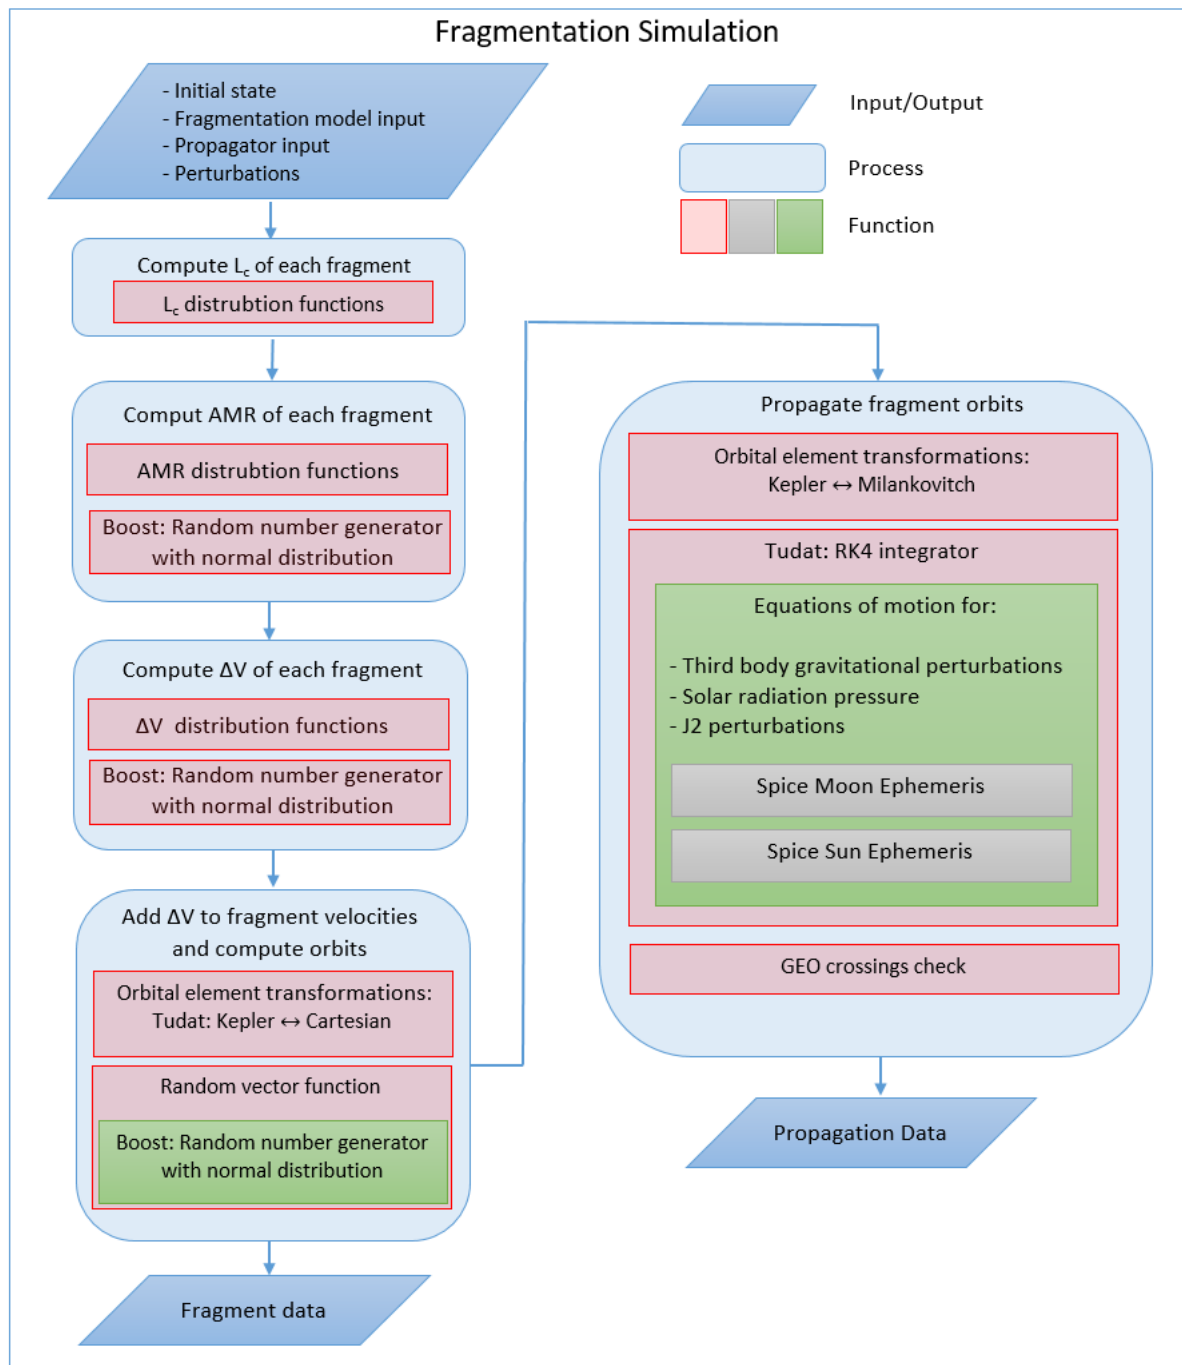 Fragmentation Simulation
- Initial state
- Fragmentation model input
- Propagator input
- Perturbations
Input/Output
Process
Function
Compute Lc of each fragment
Lc distrubtion functions
Comput AMR of each fragment
AMR distrubtion functions
Boost: Random number generator
with normal distribution
Compute ΔV of each fragment
ΔV distribution functions
Boost: Random number generator
with normal distribution
Add ΔV to fragment velocities
and compute orbits
Orbital element transformations:
Tudat: Kepler ↔ Cartesian
Random vector function
Boost: Random number generator
with normal distribution
Fragment data
Propagate fragment orbits
Orbital element transformations:
Kepler ↔ Milankovitch
Tudat: RK4 integrator
Equations of motion for:
- Third body gravitational perturbations
- Solar radiation pressure
- J2 perturbations
Spice Moon Ephemeris
Spice Sun Ephemeris
GEO crossings check
Propagation Data